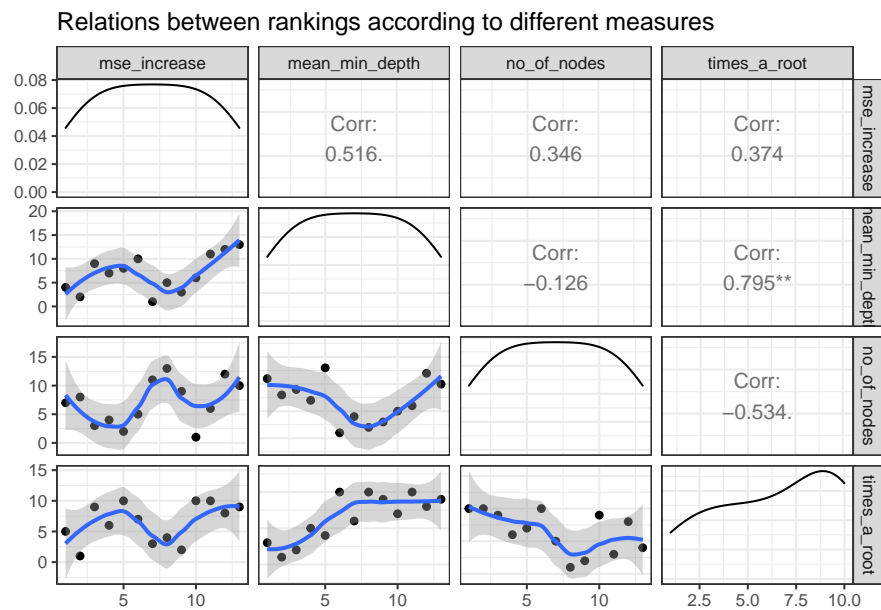 Relations between rankings according to different measures
mse_increase mean_min_depth no_of_nodes times_a_root
0.08
0.06
0.04
0.02
0.00
Corr:
0.516.
Corr:
0.346
Corr:
0.374
mse_increase
20
15
10
5
0
Corr:
−0.126
Corr:
0.795**
mean_min_depth
15
10
5
0
Corr:
−0.534.
no_of_nodes
15
10
5
0
times_a_root
5 10 5 10 5 10 2.5 5.0 7.5 10.0